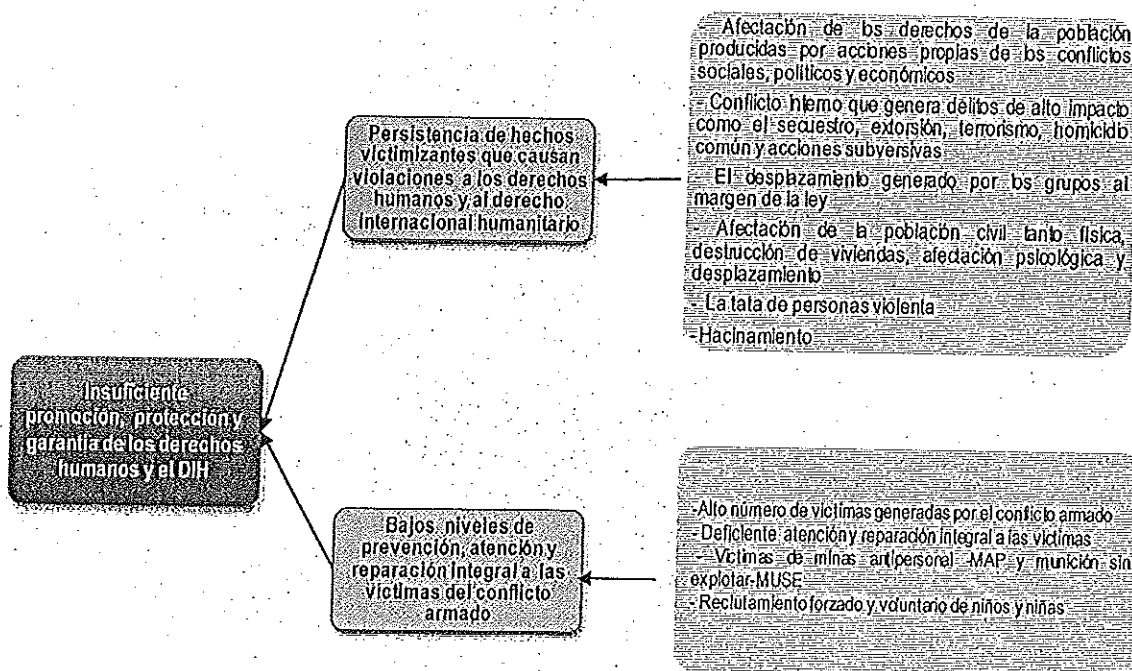 Persistencia de hechos
victimizantes que causan
violaciones a los derechos
humanos y al derecho
internacional humanitario
- Afectación de los derechos de la población
producidas por acciones propias de los conflictos
sociales, políticos y económicos
- Conflicto interno que genera delitos de alto impacto
como el secuestro, extorsión, terrorismo, homicidio
común y acciones subversivas
- El desplazamiento generado por los grupos al
margen de la ley
- Afectación de la población civil tanto física,
destrucción de viviendas, afectación psicológica y
desplazamiento
- La tata de personas violenta
- Hacinamiento
Insuficiente
promoción, protección y
garantía de los derechos
humanos y el DIH
Bajos niveles de
prevención, atención y
reparación integral a las
víctimas del conflicto
armado
-Alto número de víctimas generadas por el conflicto armado
- Deficiente atención y reparación integral a las víctimas
- Víctimas de minas antipersonal -MAP y munición sin
explotar-MUSE
- Reclutamiento forzado y voluntario de niños y niñas